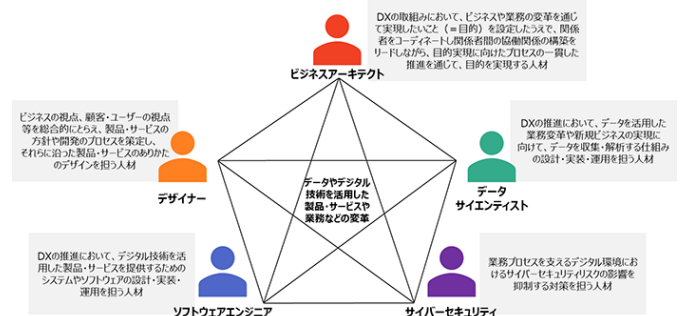 DXの取組みにおいて、ビジネスや業務の変革を通じ
て実現したいこと（＝目的）を設定したうえで、関係
者をコーディネートし関係者間の協働関係の構築を
リードしながら、目的実現に向けたプロセスの一貫した
推進を通じて、目的を実現する人材
ビジネスアーキテクト
ビジネスの視点、顧客・ユーザーの視点
等を総合的にとらえ、製品・サービスの
方針や開発のプロセスを策定し、
それらに沿った製品・サービスのありかた
のデザインを担う人材
デザイナー
DXの推進において、データを活用した
業務変革や新規ビジネスの実現に
向けて、データを収集・解析する仕組み
の設計・実装・運用を担う人材
データ
サイエンティスト
データやデジタル
技術を活用した
製品・サービスや
業務などの変革
DXの推進において、デジタル技術を活
用した製品・サービスを提供するための
システムやソフトウェアの設計・実装・
運用を担う人材
ソフトウェアエンジニア
業務プロセスを支えるデジタル環境にお
けるサイバーセキュリティリスクの影響を
抑制する対策を担う人材
サイバーセキュリティ